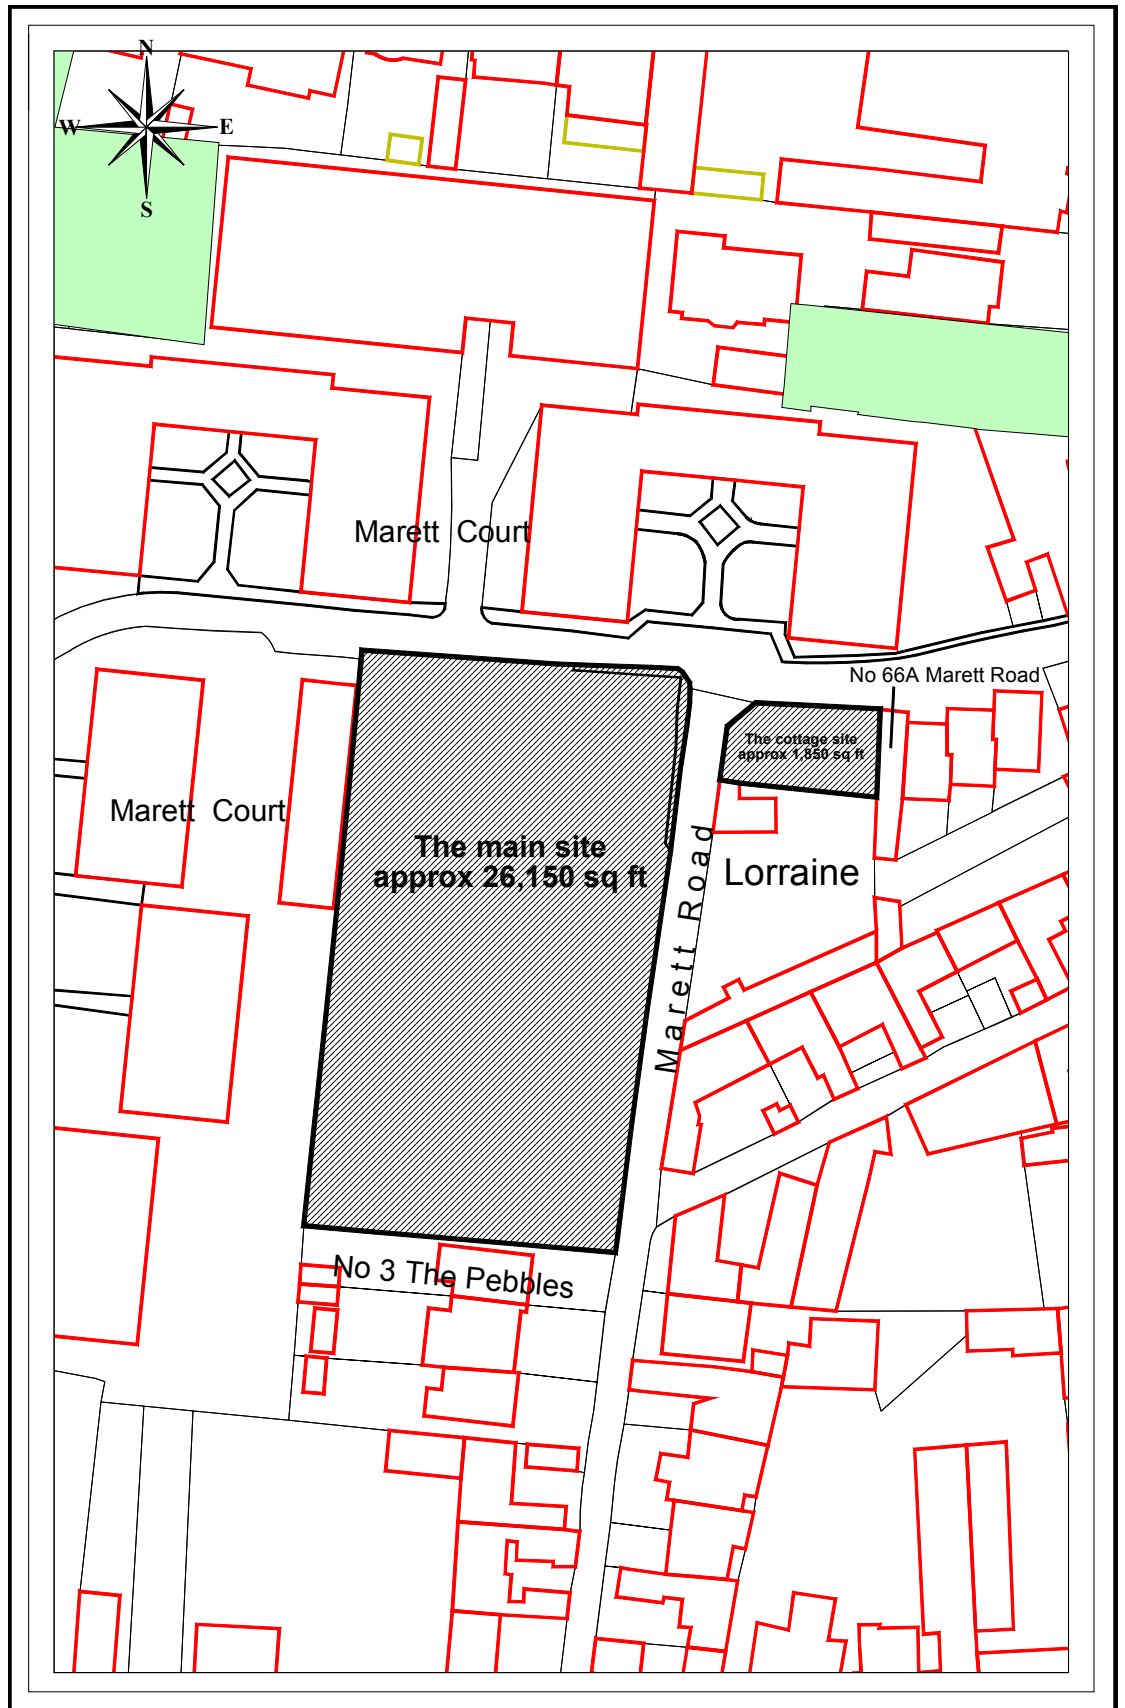 N
W E
S
Marett Court
No 66A Marett Road
The cottage site
approx 1,850 sq ft
Marett Court
The main site
approx 26,150 sq ft
Marett Road
Lorraine
No 3 The Pebbles